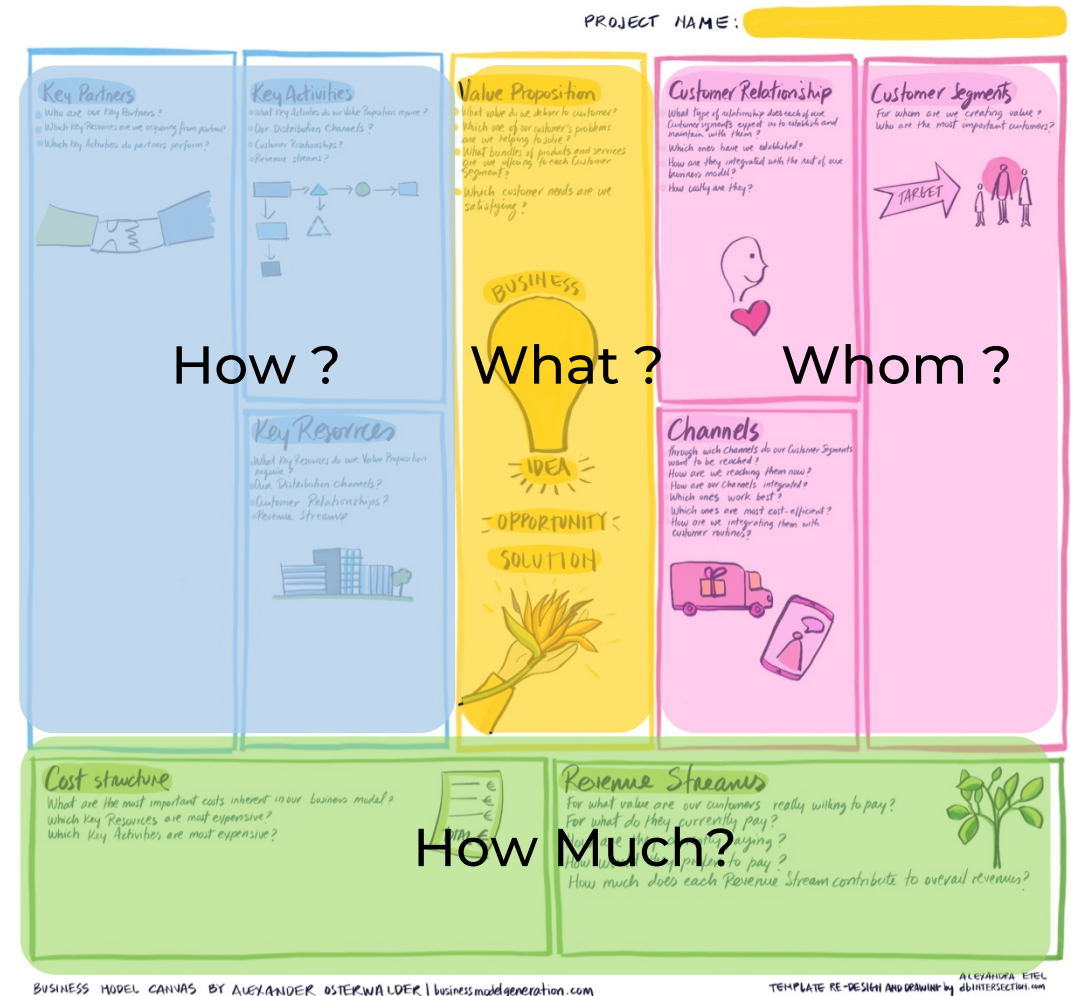 PROJECT NAME:
Key Partners
Who are our Key Partners?
Which Key Resources are we acquiring from partners?
Which Key Activities do partners perform?
Key Activities
What Key Activities do our Value Proposition require?
Our Distribution Channels?
Customer Relationships?
Revenue streams?
Value Proposition
What value do we deliver to customer?
Which one of our customer's problems
are we helping to solve?
What bundles of products and services
are we offering to each Customer
Segment?
Which customer needs are we
satisfying?
BUSINESS
IDEA
OPPORTUNITY
SOLUTION
Customer Relationship
What type of relationship does each of our
Customer segments expect us to establish and
maintain with them?
Which ones have we established?
How are they integrated with the rest of our
business model?
How costly are they?
Customer Segments
For whom are we creating value?
Who are the most important customers?
TARGET
How ?
What ?
Whom ?
Key Resources
What Key Resources do our Value Proposition
require?
Our Distribution Channels?
Customer Relationships?
Revenue Streams
Channels
Through wich Channels do our Customer Segments
want to be reached?
How are we reaching them now?
How are our Channels integrated?
Which ones work best?
Which ones are most cost-efficient?
How are we integrating them with
customer routines?
Cost structure
What are the most important costs inherent in our business model?
Which Key Resources are most expensive?
Which Key Activities are most expensive?
€
€
€
€
Revenue Streams
For what value are our customers really willing to pay?
For what do they currently pay?
are they paying?
How to pay?
How much does each Revenue Stream contribute to overall revenues?
How Much?
BUSINESS MODEL CANVAS BY ALEXANDER OSTERWALDER | businessmodelgeneration.com
ALEXANDRA ETEL
TEMPLATE RE-DESIGN AND DRAWING by dbINTERSECTION.com